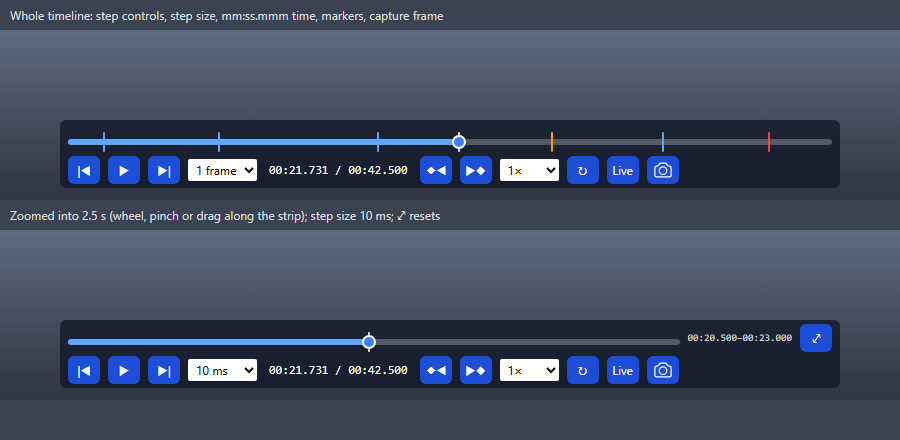 Whole timeline: step controls, step size, mm:ss.mmm time, markers, capture frame
1 frame 00:21.731 / 00:42.500 1× Live
Zoomed into 2.5 s (wheel, pinch or drag along the strip); step size 10 ms; ⤢ resets
00:20.500–00:23.000
10 ms 00:21.731 / 00:42.500 1× Live